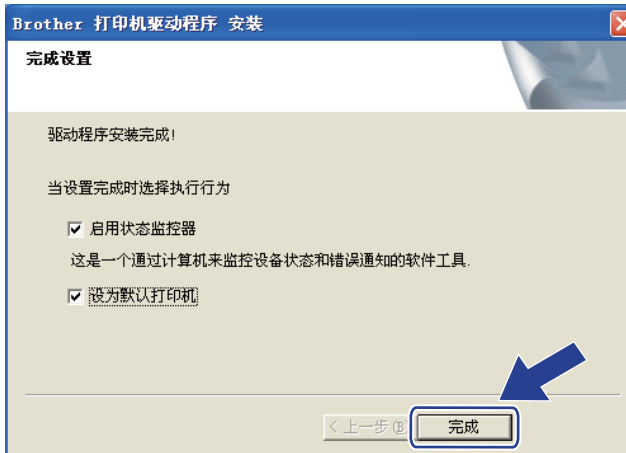 Brother 打印机驱动程序 安装
完成设置
驱动程序安装完成!
当设置完成时选择执行行为
启用状态监控器
这是一个通过计算机来监控设备状态和错误通知的软件工具.
设为默认打印机
<上一步(B) 完成